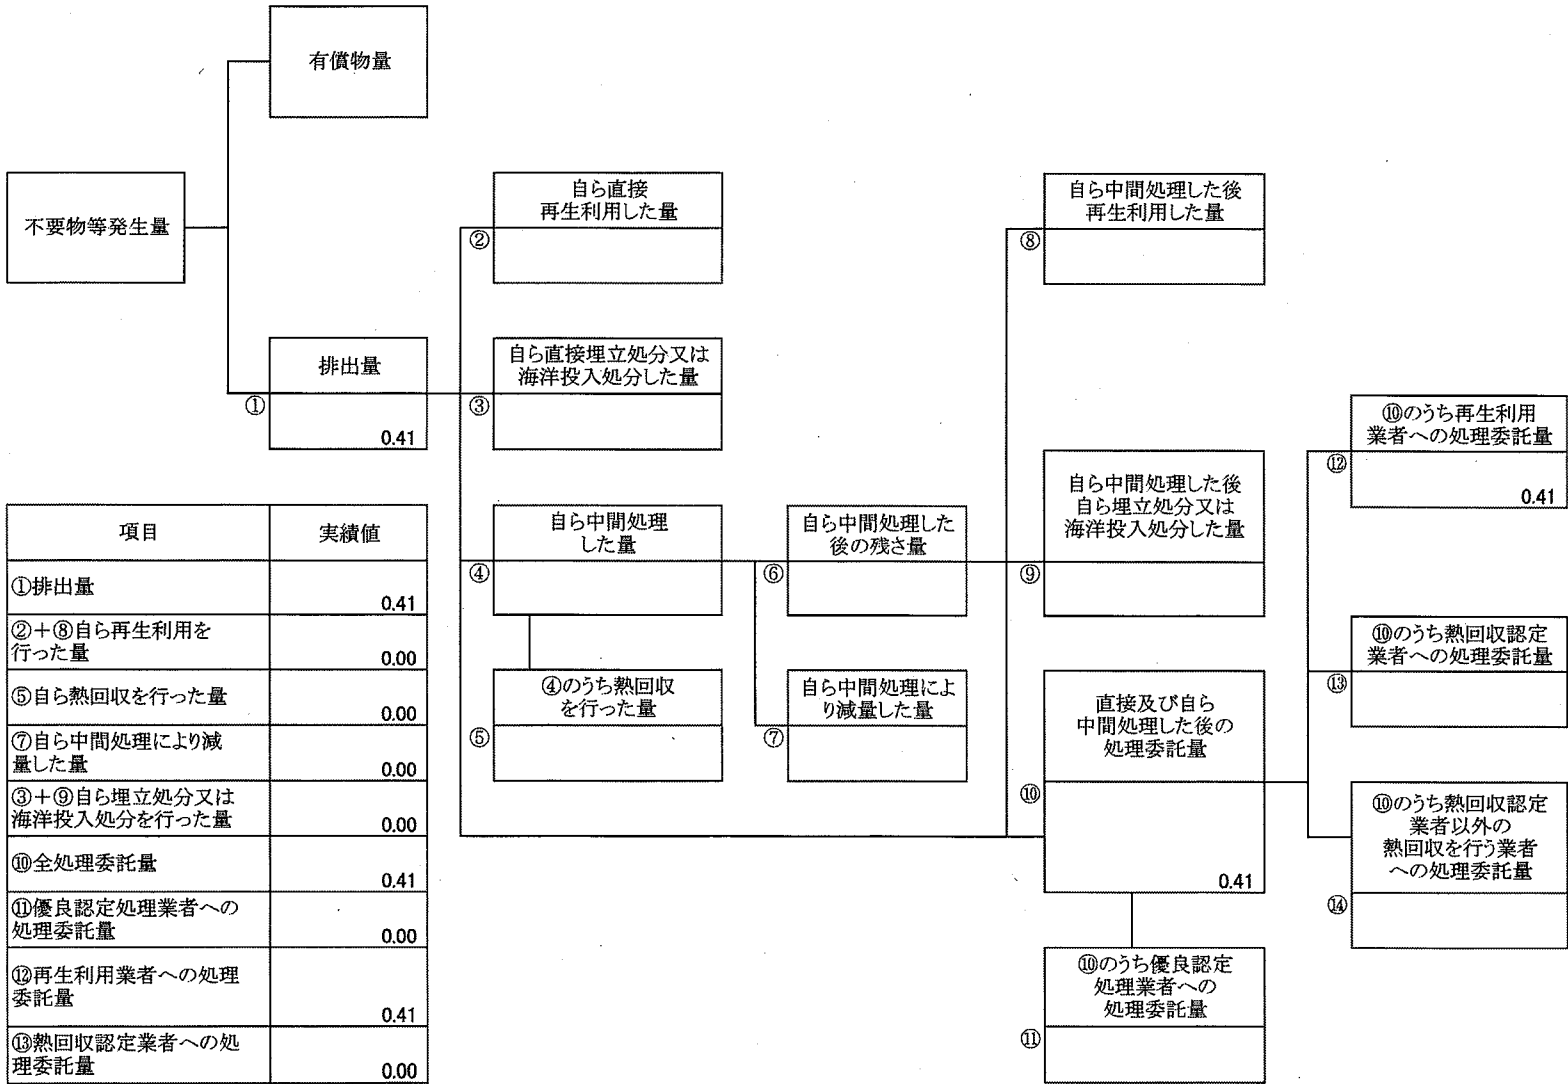 有償物量
不要物等発生量
排出量
①
0.41
自ら直接
再生利用した量
②
自ら直接埋立処分又は
海洋投入処分した量
③
自ら中間処理
した量
④
④のうち熱回収
を行った量
⑤
自ら中間処理した
後の残さ量
⑥
自ら中間処理によ
り減量した量
⑦
自ら中間処理した後
再生利用した量
⑧
自ら中間処理した後
自ら埋立処分又は
海洋投入処分した量
⑨
直接及び自ら
中間処理した後の
処理委託量
⑩
0.41
⑩のうち優良認定
処理業者への
処理委託量
⑪
⑩のうち再生利用
業者への処理委託量
⑫
0.41
⑩のうち熱回収認定
業者への処理委託量
⑬
⑩のうち熱回収認定
業者以外の
熱回収を行う業者
への処理委託量
⑭
項目 実績値
①排出量
0.41
②+⑧自ら再生利用を
行った量
0.00
⑤自ら熱回収を行った量
0.00
⑦自ら中間処理により減
量した量
0.00
③+⑨自ら埋立処分又は
海洋投入処分を行った量
0.00
⑩全処理委託量
0.41
⑪優良認定処理業者への
処理委託量
0.00
⑫再生利用業者への処理
委託量
0.41
⑬熱回収認定業者への処
理委託量
0.00